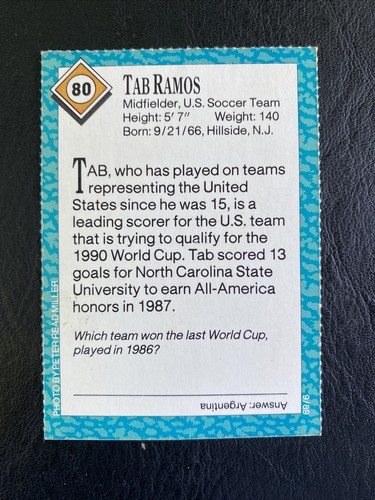 80
TAB RAMOS
Midfielder, U.S. Soccer Team
Height: 5' 7" Weight: 140
Born: 9/21/66, Hillside, N.J.
TAB, who has played on teams
representing the United
States since he was 15, is a
leading scorer for the U.S. team
that is trying to qualify for the
1990 World Cup. Tab scored 13
goals for North Carolina State
University to earn All-America
honors in 1987.
Which team won the last World Cup,
played in 1986?
Answer: Argentina
PHOTO BY PETER READ MILLER
9/89